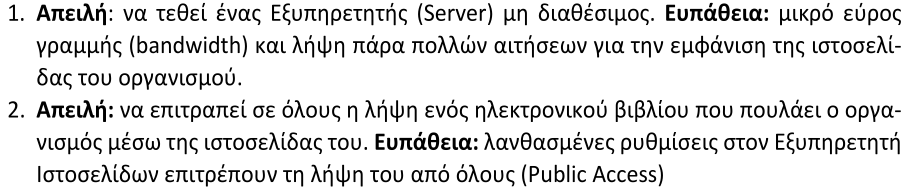 1. Απειλή: να τεθεί ένας Εξυπηρετητής (Server) μη διαθέσιμος. Ευπάθεια: μικρό εύρος
γραμμής (bandwidth) και λήψη πάρα πολλών αιτήσεων για την εμφάνιση της ιστοσελί-
δας του οργανισμού.
2. Απειλή: να επιτραπεί σε όλους η λήψη ενός ηλεκτρονικού βιβλίου που πουλάει ο οργα-
νισμός μέσω της ιστοσελίδας του. Ευπάθεια: λανθασμένες ρυθμίσεις στον Εξυπηρετητή
Ιστοσελίδων επιτρέπουν τη λήψη του από όλους (Public Access)